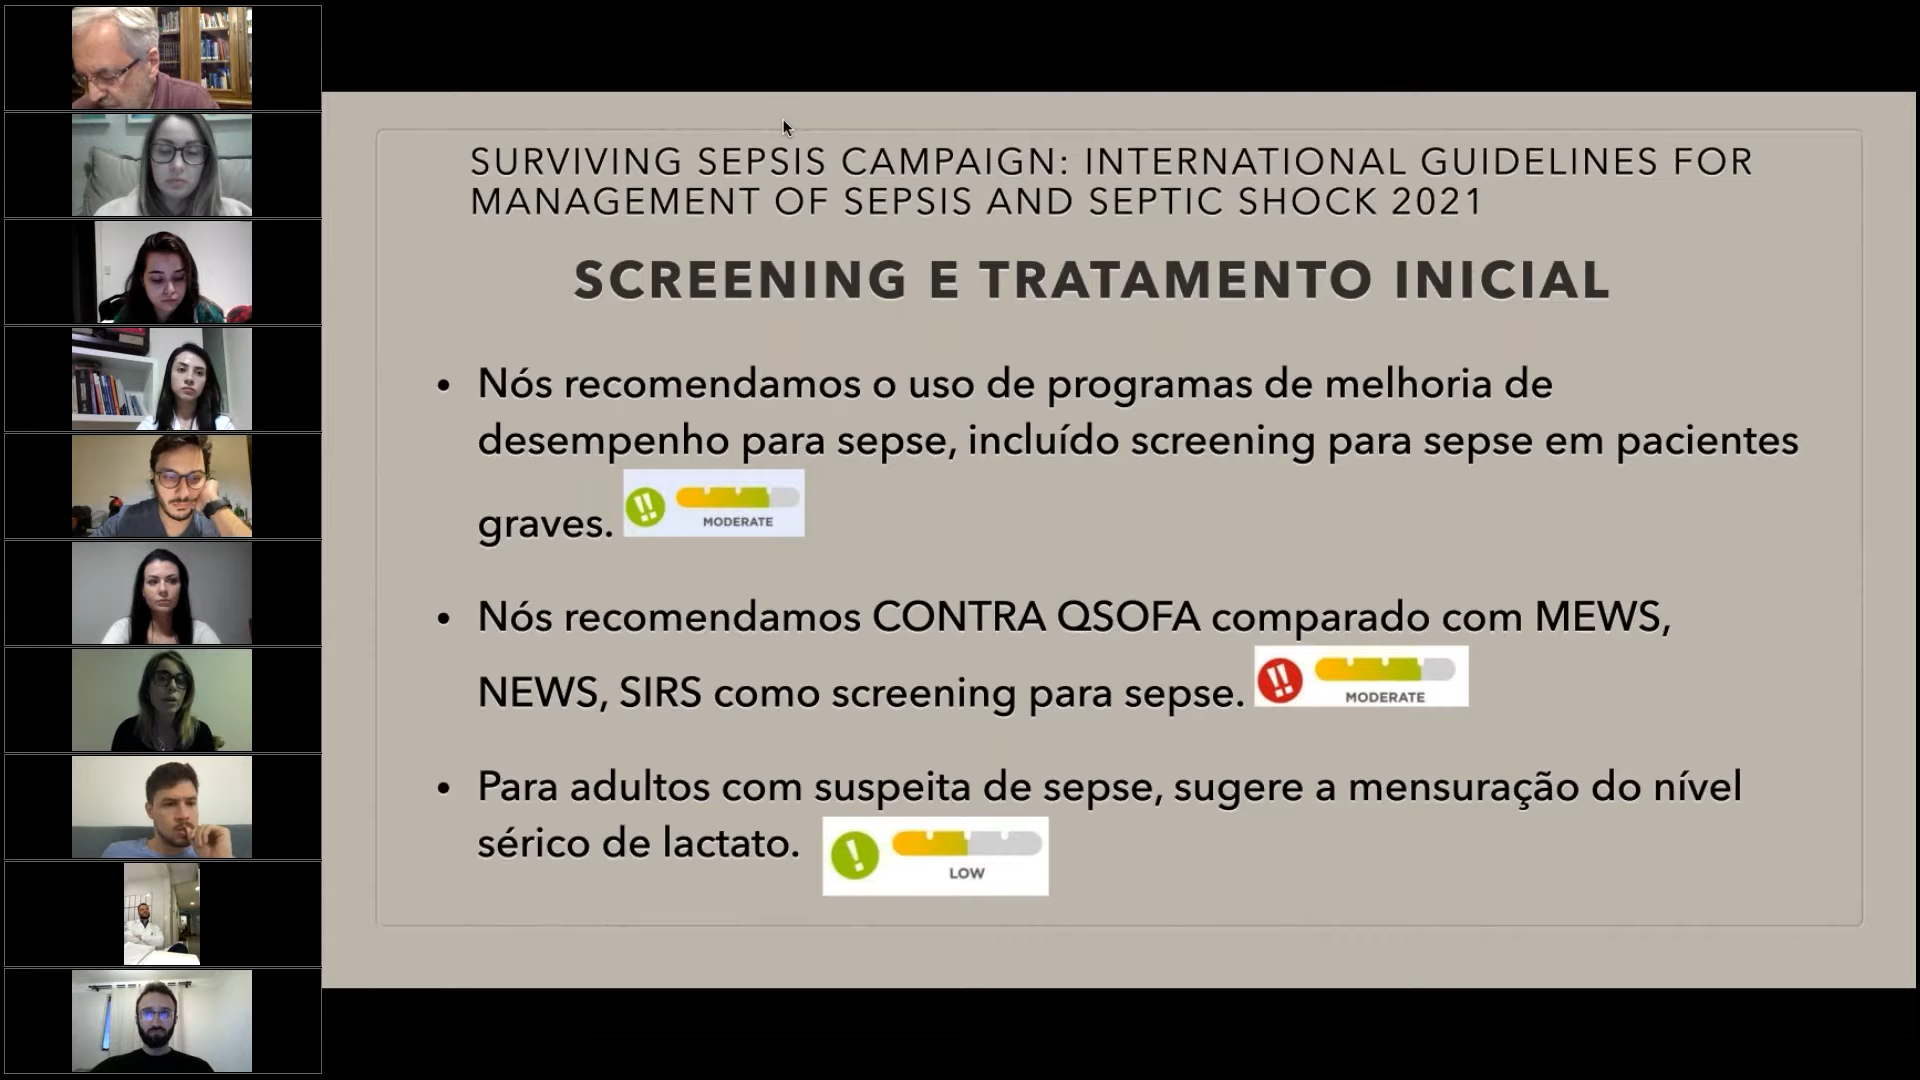 SURVIVING SEPSIS CAMPAIGN: INTERNATIONAL GUIDELINES FOR
MANAGEMENT OF SEPSIS AND SEPTIC SHOCK 2021
SCREENING E TRATAMENTO INICIAL
• Nós recomendamos o uso de programas de melhoria de
desempenho para sepse, incluído screening para sepse em pacientes
graves. !! MODERATE
• Nós recomendamos CONTRA QSOFA comparado com MEWS,
NEWS, SIRS como screening para sepse. !! MODERATE
• Para adultos com suspeita de sepse, sugere a mensuração do nível
sérico de lactato. ! LOW